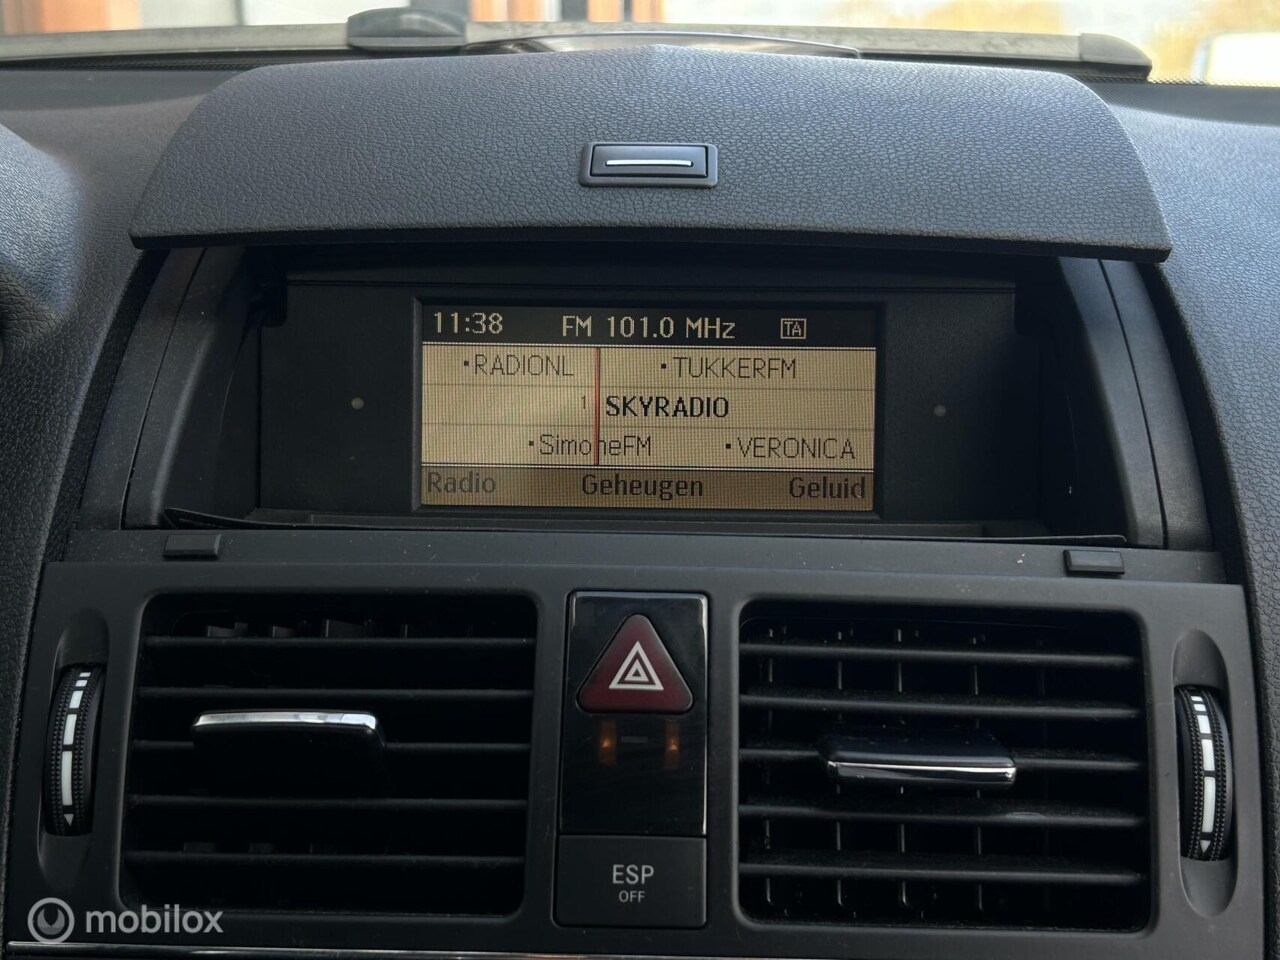 11:38 FM 101.0 MHz TA
RADIONL TUKKERFM
1 SKYRADIO
SimoneFM VERONICA
Radio Geheugen Geluid
ESP
OFF
mobilox